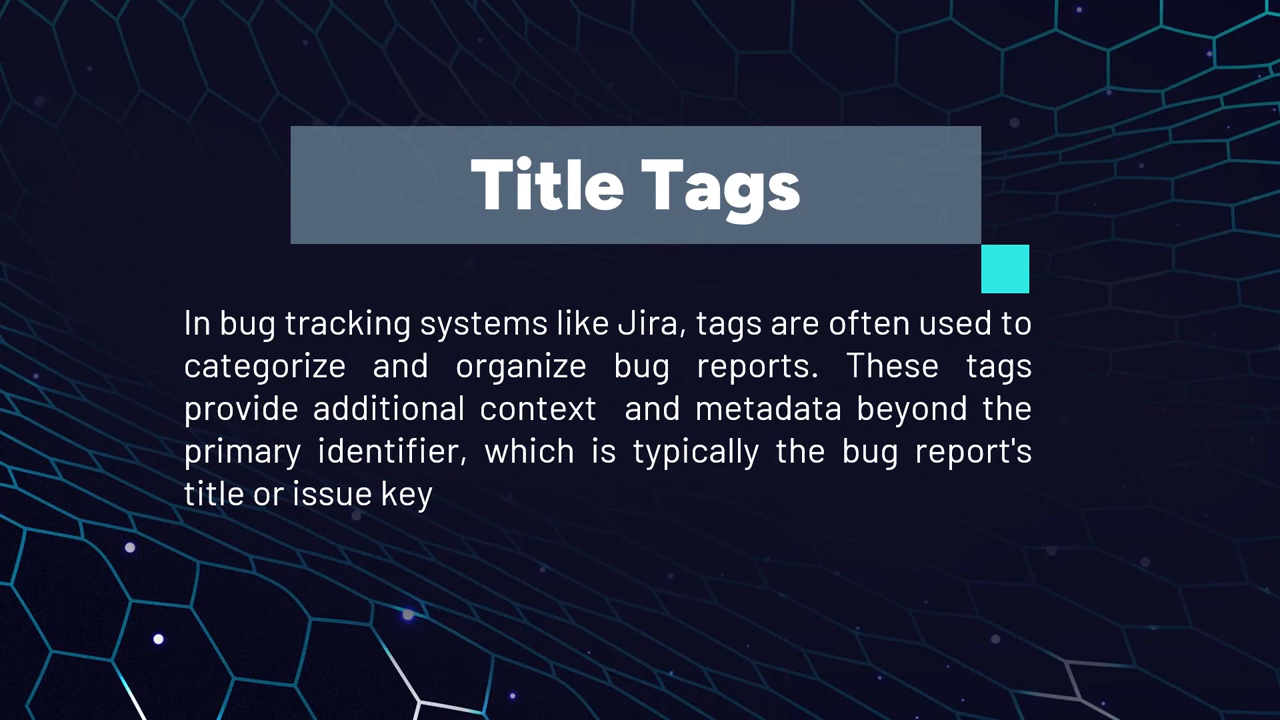 Title Tags
In bug tracking systems like Jira, tags are often used to
categorize and organize bug reports. These tags
provide additional context and metadata beyond the
primary identifier, which is typically the bug report's
title or issue key